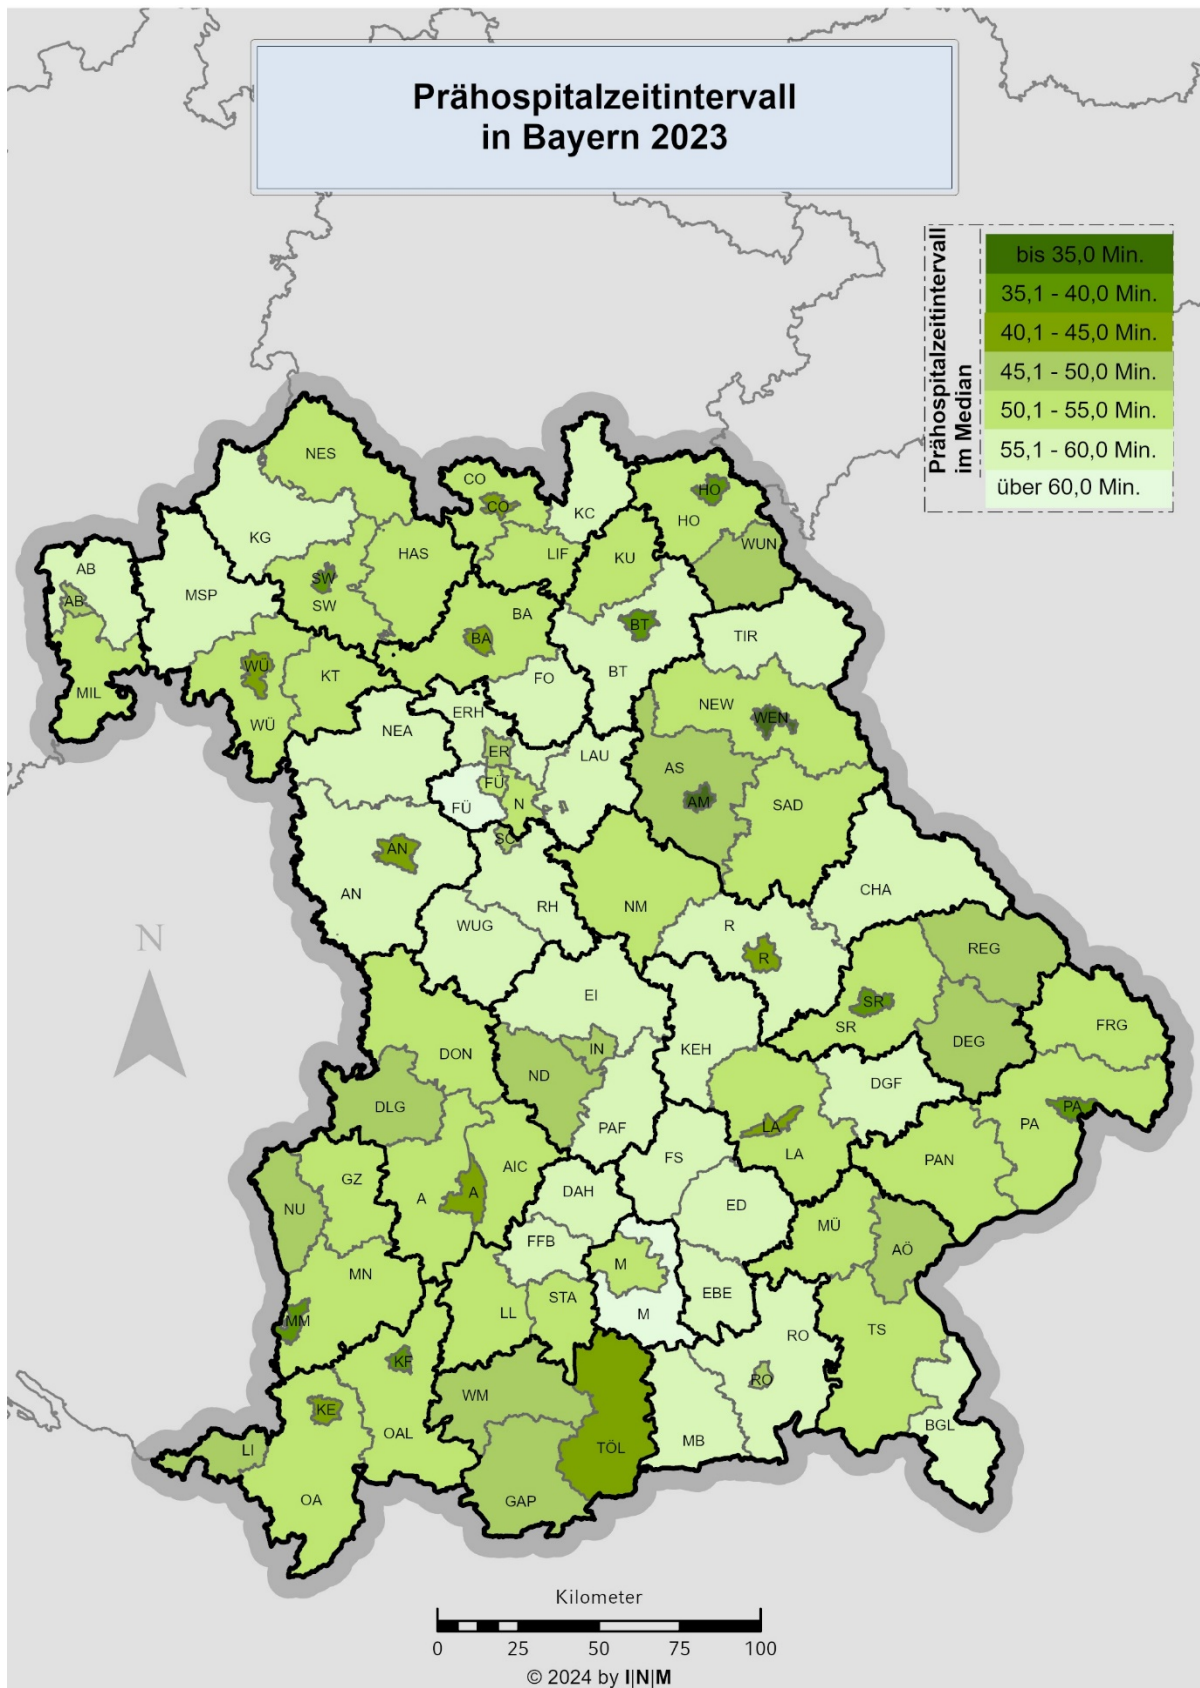 Prähospitalzeitintervall
in Bayern 2023
Prähospitalzeitintervall
im Median
bis 35,0 Min.
35,1 - 40,0 Min.
40,1 - 45,0 Min.
45,1 - 50,0 Min.
50,1 - 55,0 Min.
55,1 - 60,0 Min.
über 60,0 Min.
NES
CO
CO
KC
HO
HO
KG
HAS
LIF
KU
WUN
AB
AB
MSP
SW
SW
BA
BA
BT
BT
TIR
MIL
WÜ
WÜ
KT
FO
NEW
WEN
ERH
NEA
ER
LAU
AS
FÜ
FÜ
N
AM
SAD
SC
AN
AN
RH
NM
CHA
WUG
R
R
REG
EI
SR
SR
FRG
DON
IN
KEH
DEG
ND
DGF
DLG
PAF
LA
LA
PA
PA
GZ
AIC
FS
PAN
NU
A
A
DAH
ED
MÜ
AÖ
FFB
M
M
MN
STA
EBE
LL
MM
RO
RO
TS
KF
WM
KE
OAL
TÖL
MB
BGL
LI
OA
GAP
N
Kilometer
0 25 50 75 100
© 2024 by I|N|M